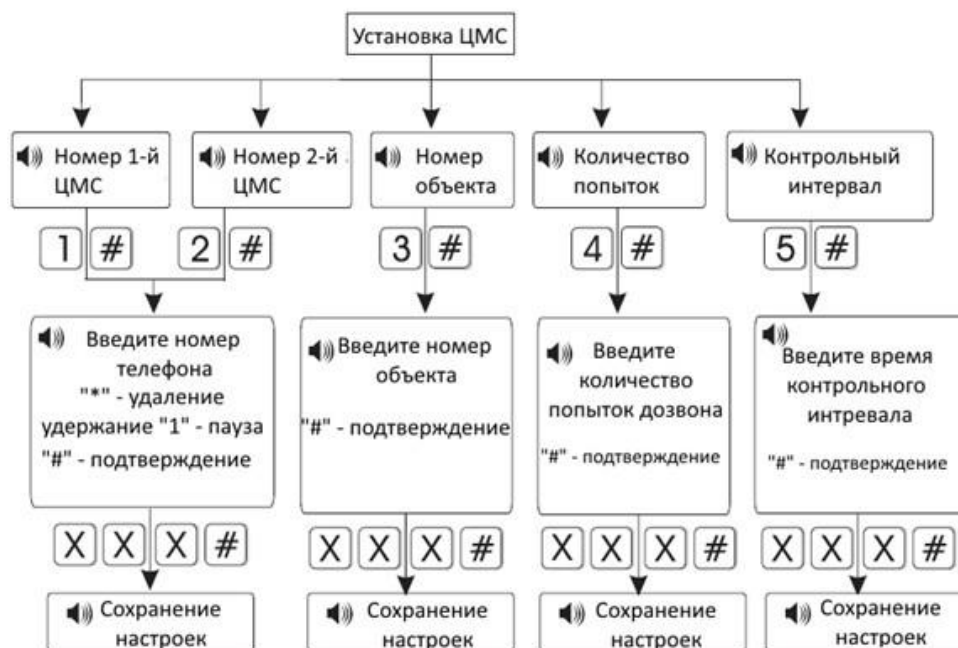 Установка ЦМС
Номер 1-й
ЦМС
Номер 2-й
ЦМС
Номер
объекта
Количество
попыток
Контрольный
интервал
1 #
2 #
3 #
4 #
5 #
Введите номер
телефона
"*" - удаление
удержание "1" - пауза
"#" - подтверждение
Введите номер
объекта
"#" - подтверждение
Введите
количество
попыток дозвона
"#" - подтверждение
Введите время
контрольного
интревала
"#" - подтверждение
X X X #
X X X #
X X X #
X X X #
Сохранение
настроек
Сохранение
настроек
Сохранение
настроек
Сохранение
настроек